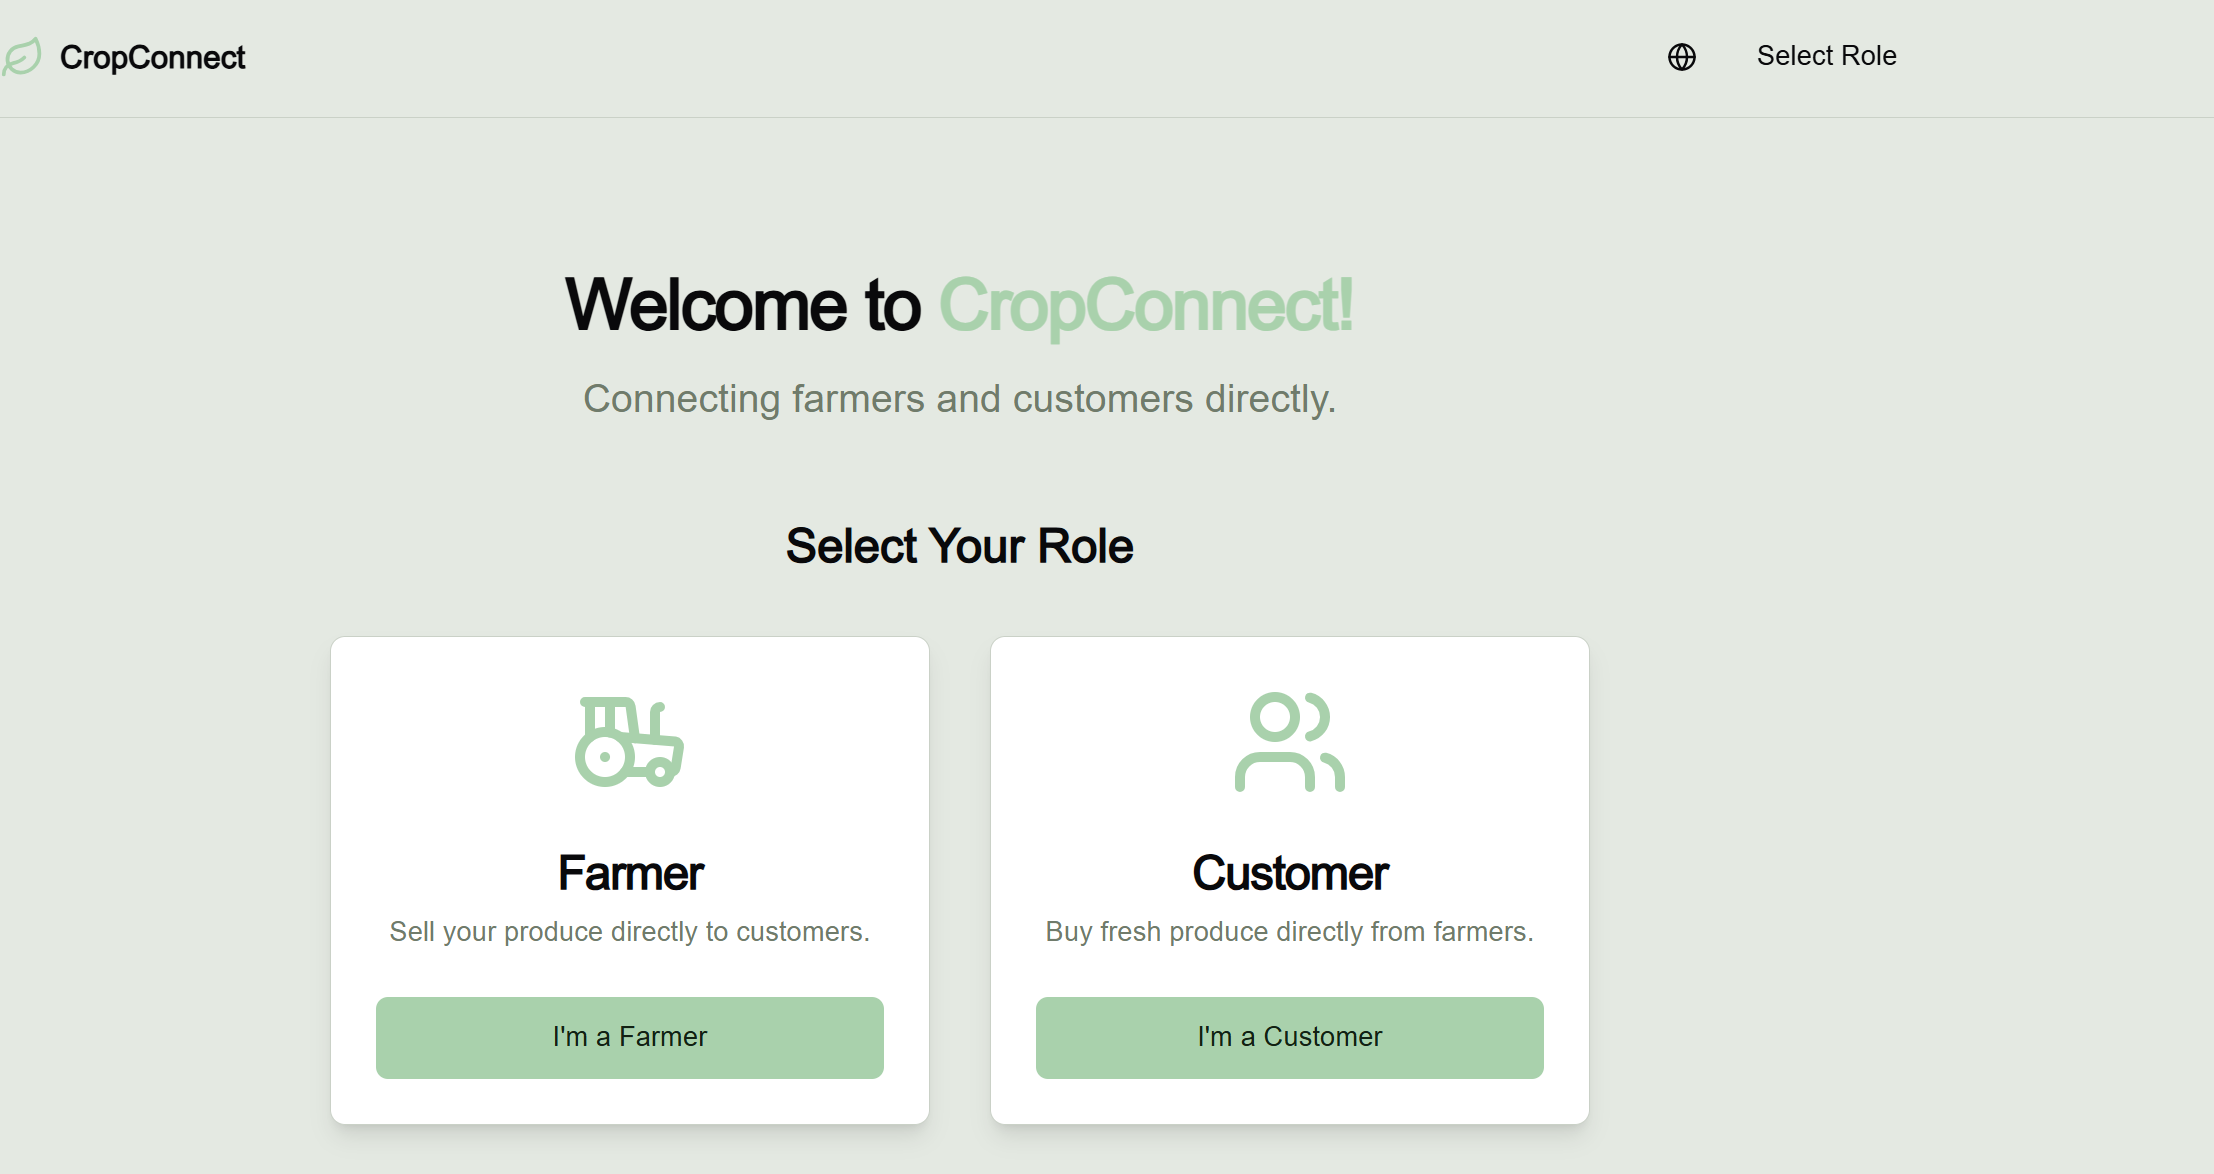 CropConnect
Select Role
Welcome to CropConnect!
Connecting farmers and customers directly.
Select Your Role
Farmer
Sell your produce directly to customers.
I'm a Farmer
Customer
Buy fresh produce directly from farmers.
I'm a Customer